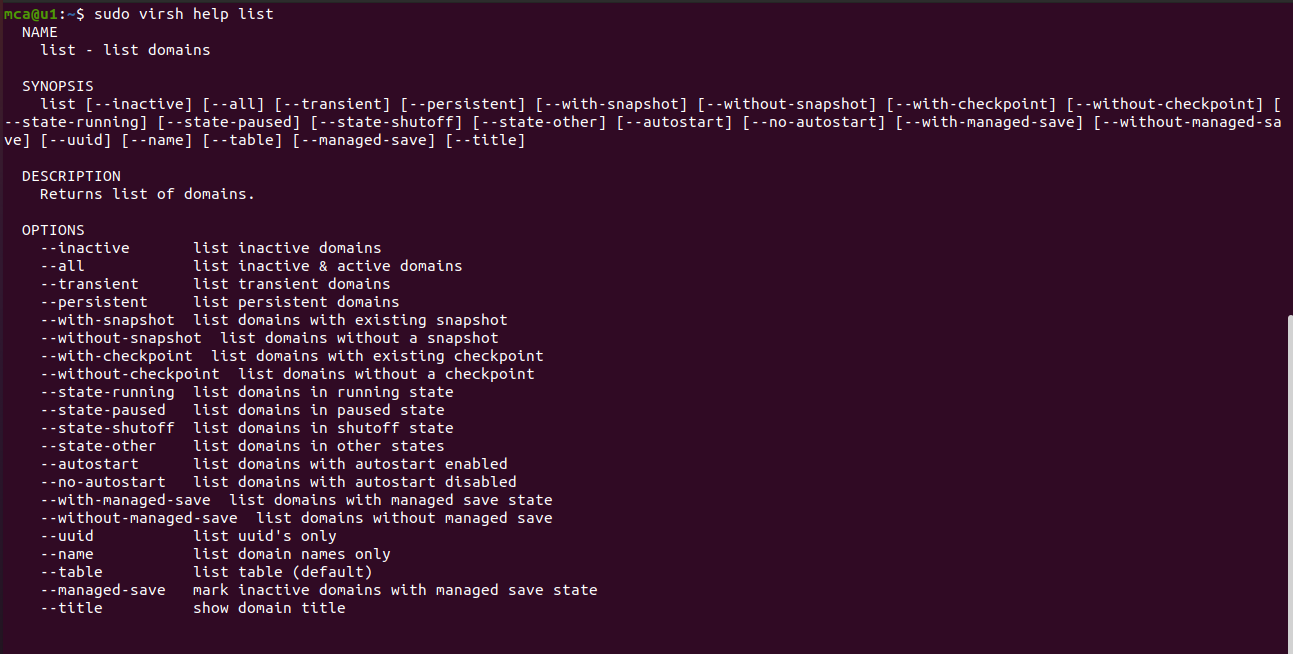 mca@u1:~$ sudo virsh help list
  NAME
    list - list domains

  SYNOPSIS
    list [--inactive] [--all] [--transient] [--persistent] [--with-snapshot] [--without-snapshot] [--with-checkpoint] [--without-checkpoint] [
--state-running] [--state-paused] [--state-shutoff] [--state-other] [--autostart] [--no-autostart] [--with-managed-save] [--without-managed-sa
ve] [--uuid] [--name] [--table] [--managed-save] [--title]

  DESCRIPTION
    Returns list of domains.

  OPTIONS
    --inactive       list inactive domains
    --all            list inactive & active domains
    --transient      list transient domains
    --persistent     list persistent domains
    --with-snapshot  list domains with existing snapshot
    --without-snapshot  list domains without a snapshot
    --with-checkpoint  list domains with existing checkpoint
    --without-checkpoint  list domains without a checkpoint
    --state-running  list domains in running state
    --state-paused   list domains in paused state
    --state-shutoff  list domains in shutoff state
    --state-other    list domains in other states
    --autostart      list domains with autostart enabled
    --no-autostart   list domains with autostart disabled
    --with-managed-save  list domains with managed save state
    --without-managed-save  list domains without managed save
    --uuid           list uuid's only
    --name           list domain names only
    --table          list table (default)
    --managed-save   mark inactive domains with managed save state
    --title          show domain title